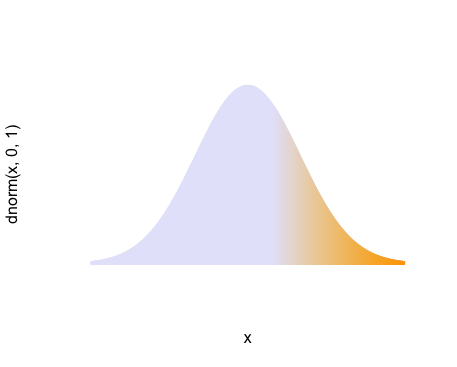 dnorm(x, 0, 1)
x